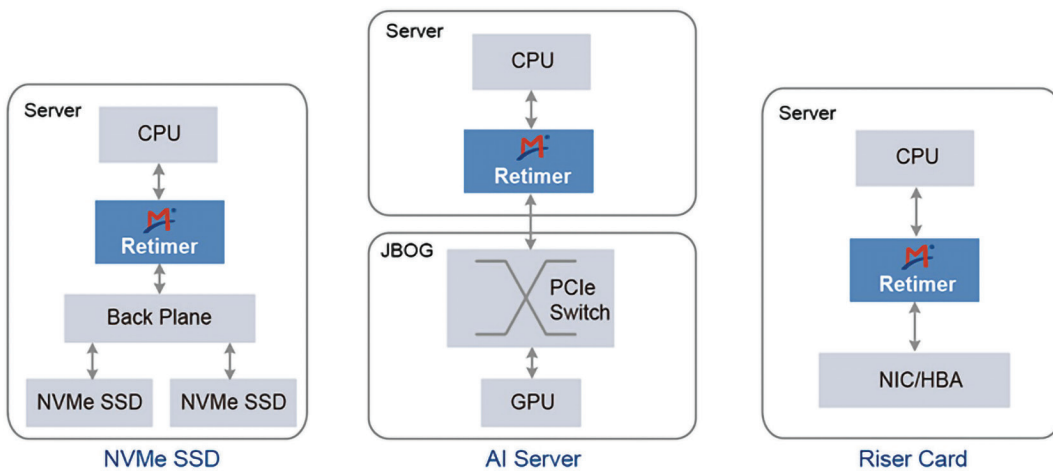 Server
CPU
Retimer
Back Plane
NVMe SSD
NVMe SSD
NVMe SSD
Server
CPU
Retimer
JBOG
PCIe
Switch
GPU
AI Server
Server
CPU
Retimer
NIC/HBA
Riser Card